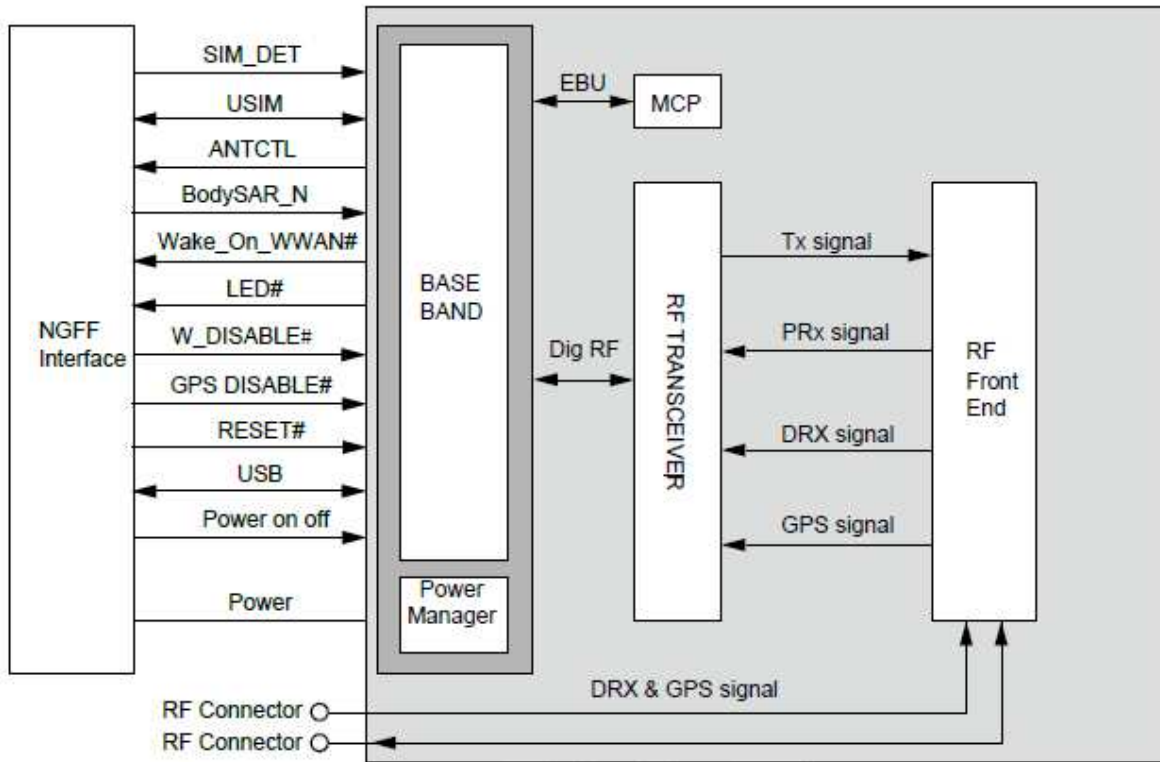 SIM_DET
USIM
ANTCTL
BodySAR_N
Wake_On_WWAN#
LED#
NGFF
Interface
W_DISABLE#
GPS DISABLE#
RESET#
USB
Power on off
Power
BASE
BAND
Power
Manager
EBU
MCP
Dig RF
RF TRANSCEIVER
Tx signal
PRx signal
DRX signal
GPS signal
RF
Front
End
DRX & GPS signal
RF Connector
RF Connector